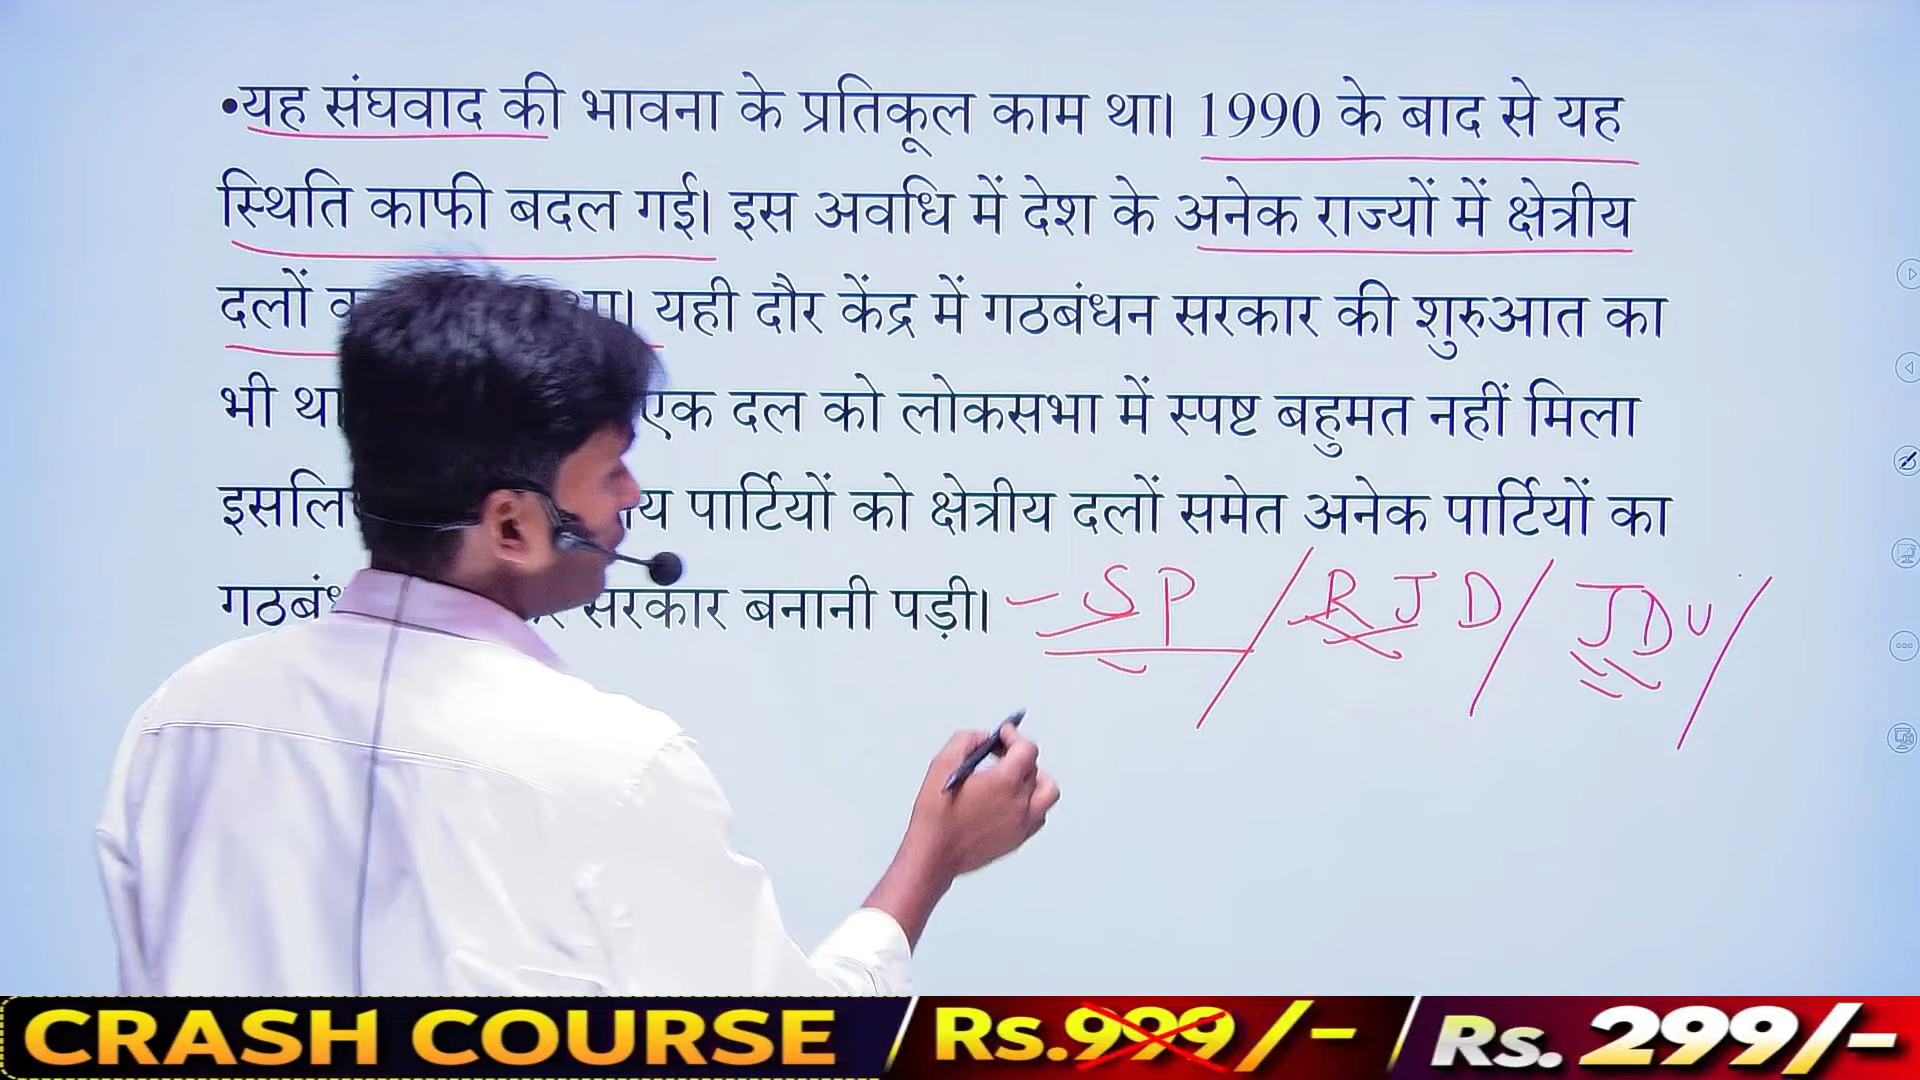 •यह संघवाद की भावना के प्रतिकूल काम था। 1990 के बाद से यह
स्थिति काफी बदल गई। इस अवधि में देश के अनेक राज्यों में क्षेत्रीय
दलों यही दौर केंद्र में गठबंधन सरकार की शुरुआत का
भी था एक दल को लोकसभा में स्पष्ट बहुमत नहीं मिला
पार्टियों को क्षेत्रीय दलों समेत अनेक पार्टियों का
सरकार बनानी पड़ी। - SP / RJD / JDU /
CRASH COURSE / Rs.999/- / Rs. 299/-